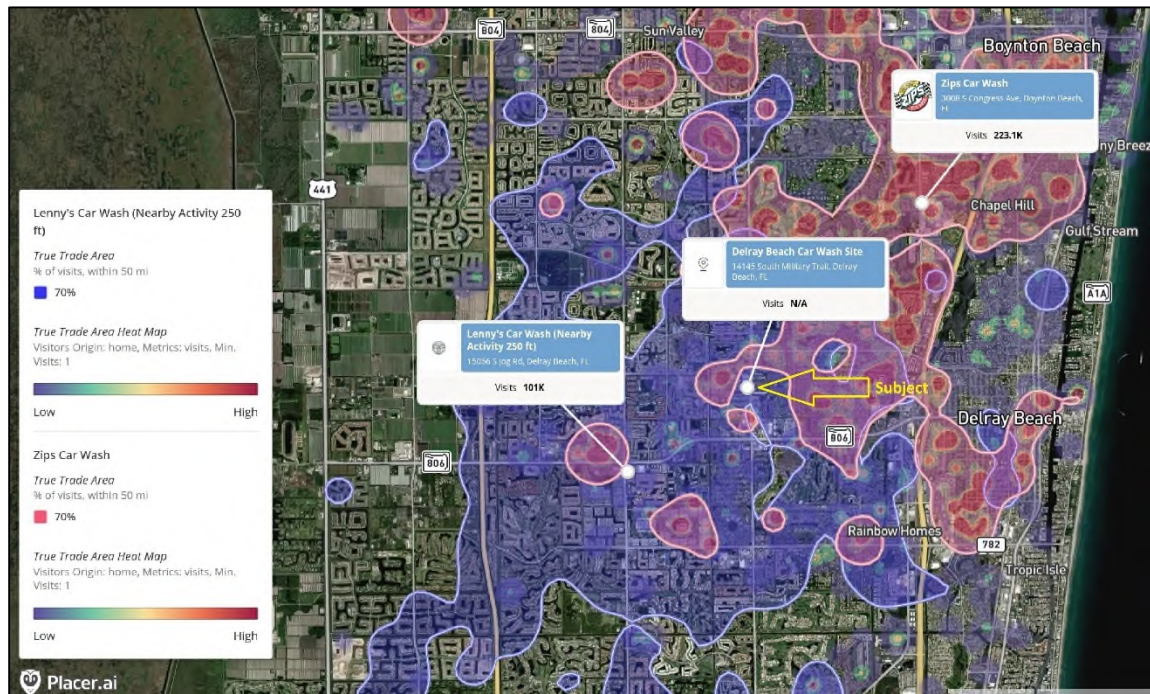 804
804
Sun Valley
Boynton Beach
ZIPS
Zips Car Wash
3008 S Congress Ave, Boynton Beach,
FL
Visits 223.1K
ny Breez
441
Chapel Hill
Gulf Stream
A1A
Lenny's Car Wash (Nearby Activity 250
ft)
True Trade Area
% of visits, within 50 mi
70%
True Trade Area Heat Map
Visitors Origin: home, Metrics: visits, Min.
Visits: 1
Low High
Zips Car Wash
True Trade Area
% of visits, within 50 mi
70%
True Trade Area Heat Map
Visitors Origin: home, Metrics: visits, Min.
Visits: 1
Low High
Delray Beach Car Wash Site
14145 South Military Trail, Delray
Beach, FL
Visits N/A
Lenny's Car Wash (Nearby
Activity 250 ft)
15056 S Jog Rd, Delray Beach, FL
Visits 101K
Subject
Delray Beach
806
806
Rainbow Homes
782
Tropic Isle
Placer.ai